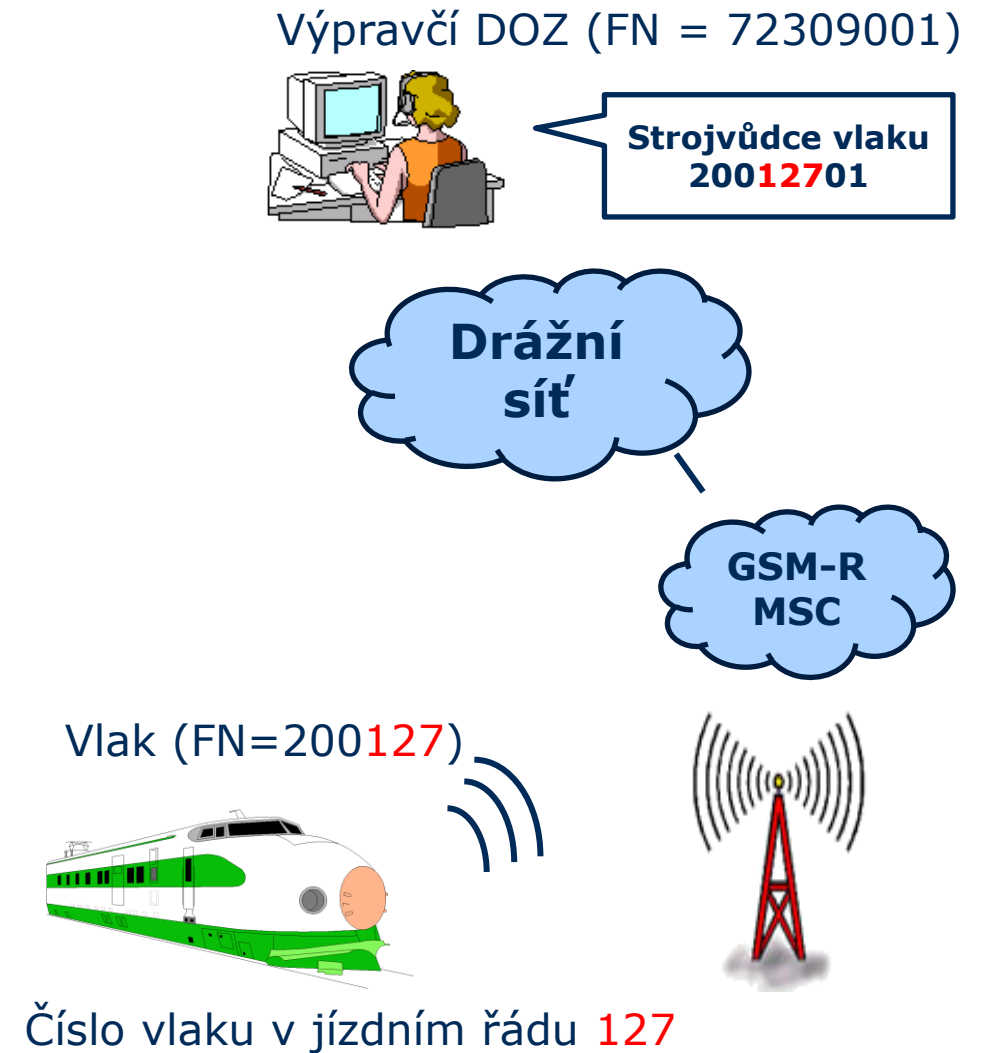 Výpravčí DOZ (FN = 72309001)
Strojvůdce vlaku
20012701
Drážní
síť
GSM-R
MSC
Vlak (FN=200127)
Číslo vlaku v jízdním řádu 127